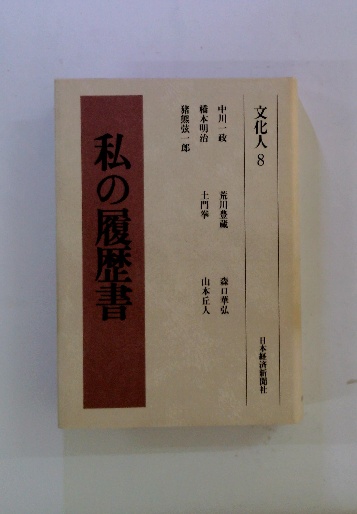 文化人 8
中川一政 荒川豊蔵 森口華弘
橋本明治 土門拳 山本丘人
猪熊弦一郎
私の履歴書
日本経済新聞社